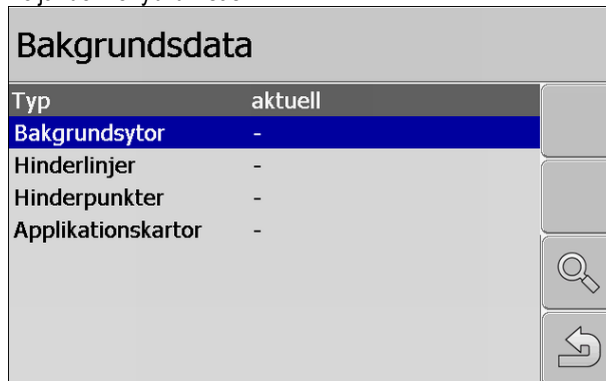 Bakgrundsdata
Typ aktuell
Bakgrundsytor -
Hinderlinjer -
Hinderpunkter -
Applikationskartor -